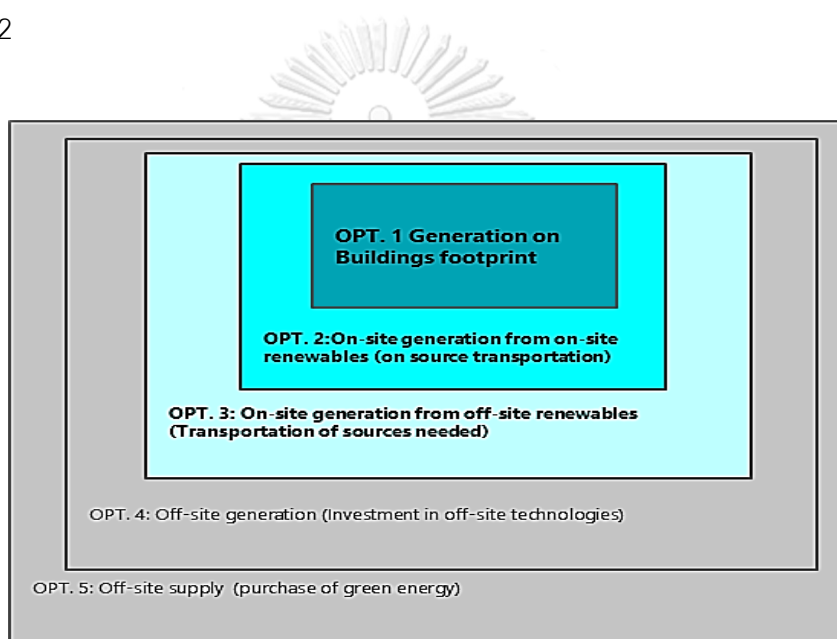 2
OPT. 1 Generation on
Buildings footprint
OPT. 2:On-site generation from on-site
renewables (on source transportation)
OPT. 3: On-site generation from off-site renewables
(Transportation of sources needed)
OPT. 4: Off-site generation (Investment in off-site technologies)
OPT. 5: Off-site supply (purchase of green energy)